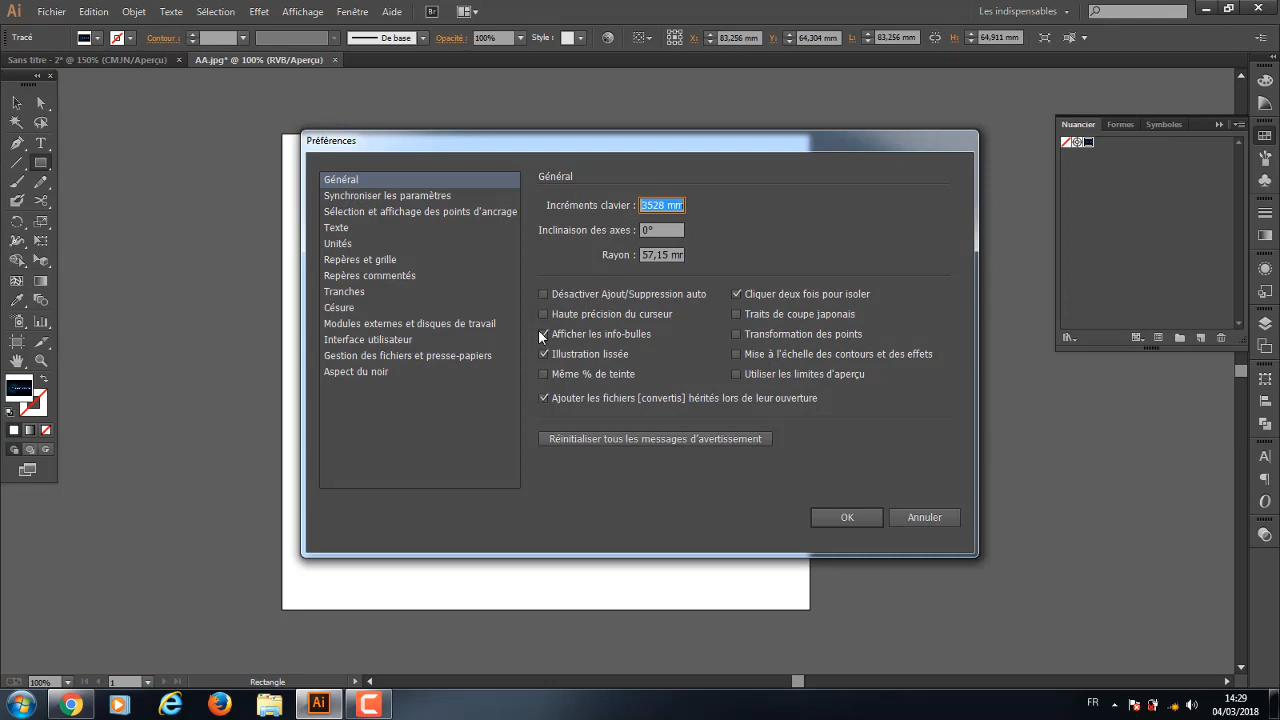 Ai Fichier Edition Objet Texte Sélection Effet Affichage Fenêtre Aide Br Les indispensables
Tracé Contour : De base Opacité : 100% Style : X : 83,256 mm Y : 64,304 mm L : 83,256 mm H : 64,911 mm
Sans titre - 2* @ 150% (CMJN/Aperçu) × AA.jpg* @ 100% (RVB/Aperçu) ×
Nuancier Formes Symboles
Préférences
Général
Synchroniser les paramètres
Sélection et affichage des points d'ancrage
Texte
Unités
Repères et grille
Repères commentés
Tranches
Césure
Modules externes et disques de travail
Interface utilisateur
Gestion des fichiers et presse-papiers
Aspect du noir
Général
Incréments clavier : 3528 mm
Inclinaison des axes : 0°
Rayon : 57,15 mr
Désactiver Ajout/Suppression auto
Haute précision du curseur
Afficher les info-bulles
Illustration lissée
Même % de teinte
Cliquer deux fois pour isoler
Traits de coupe japonais
Transformation des points
Mise à l'échelle des contours et des effets
Utiliser les limites d'aperçu
Ajouter les fichiers [convertis] hérités lors de leur ouverture
Réinitialiser tous les messages d'avertissement
OK Annuler
100% 1 Rectangle
Ai FR 14:29
04/03/2018